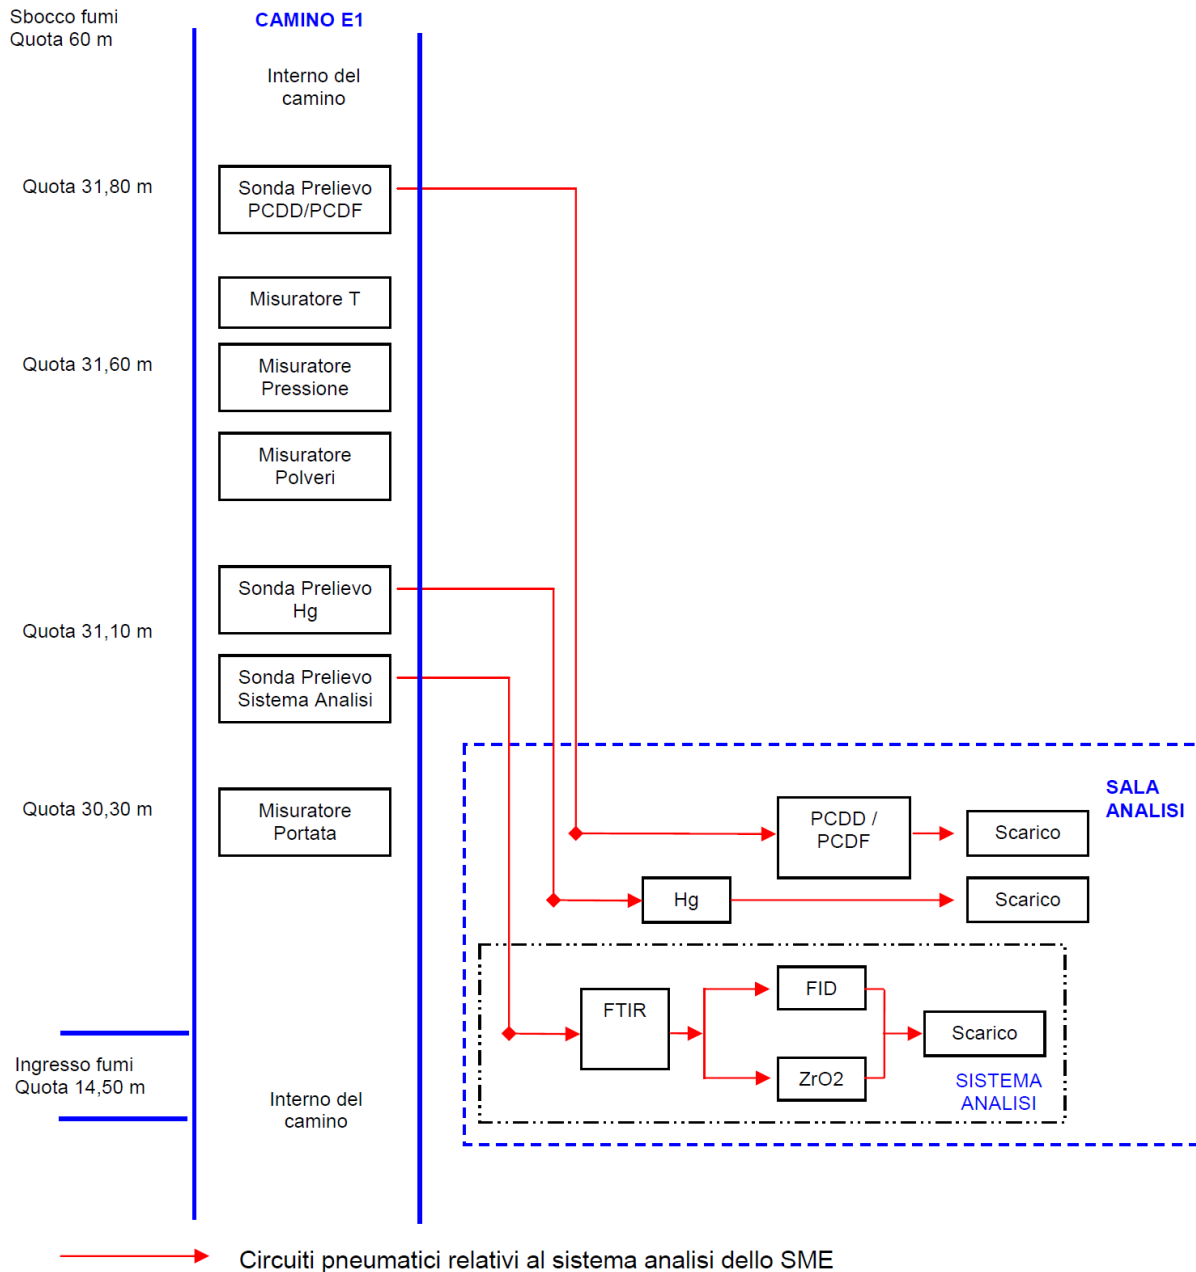 Sbocco fumi
Quota 60 m
CAMINO E1
Interno del
camino
Quota 31,80 m
Sonda Prelievo
PCDD/PCDF
Misuratore T
Quota 31,60 m
Misuratore
Pressione
Misuratore
Polveri
Sonda Prelievo
Hg
Quota 31,10 m
Sonda Prelievo
Sistema Analisi
Quota 30,30 m
Misuratore
Portata
SALA
ANALISI
PCDD /
PCDF
Scarico
Hg
Scarico
FTIR
FID
ZrO2
Scarico
SISTEMA
ANALISI
Ingresso fumi
Quota 14,50 m
Interno del
camino
Circuiti pneumatici relativi al sistema analisi dello SME